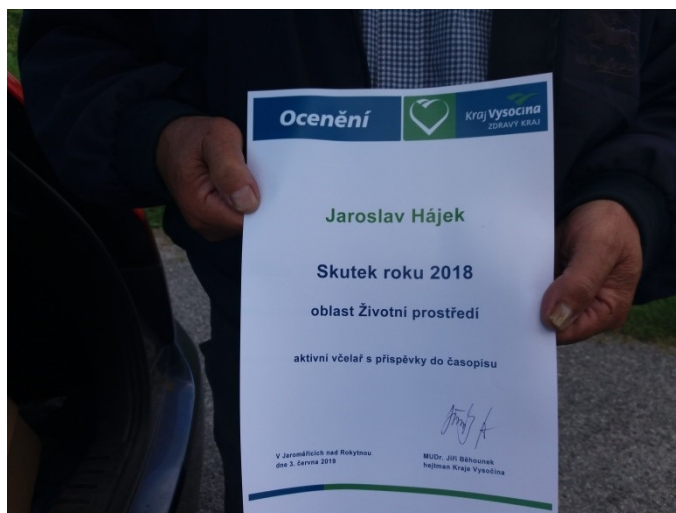 Ocenění
Kraj Vysočina
ZDRAVÝ KRAJ
Jaroslav Hájek
Skutek roku 2018
oblast Životní prostředí
aktivní včelař s příspěvky do časopisu
V Jaroměřicích nad Rokytnou
dne 3. června 2019
MUDr. Jiří Běhounek
hejtman Kraje Vysočina